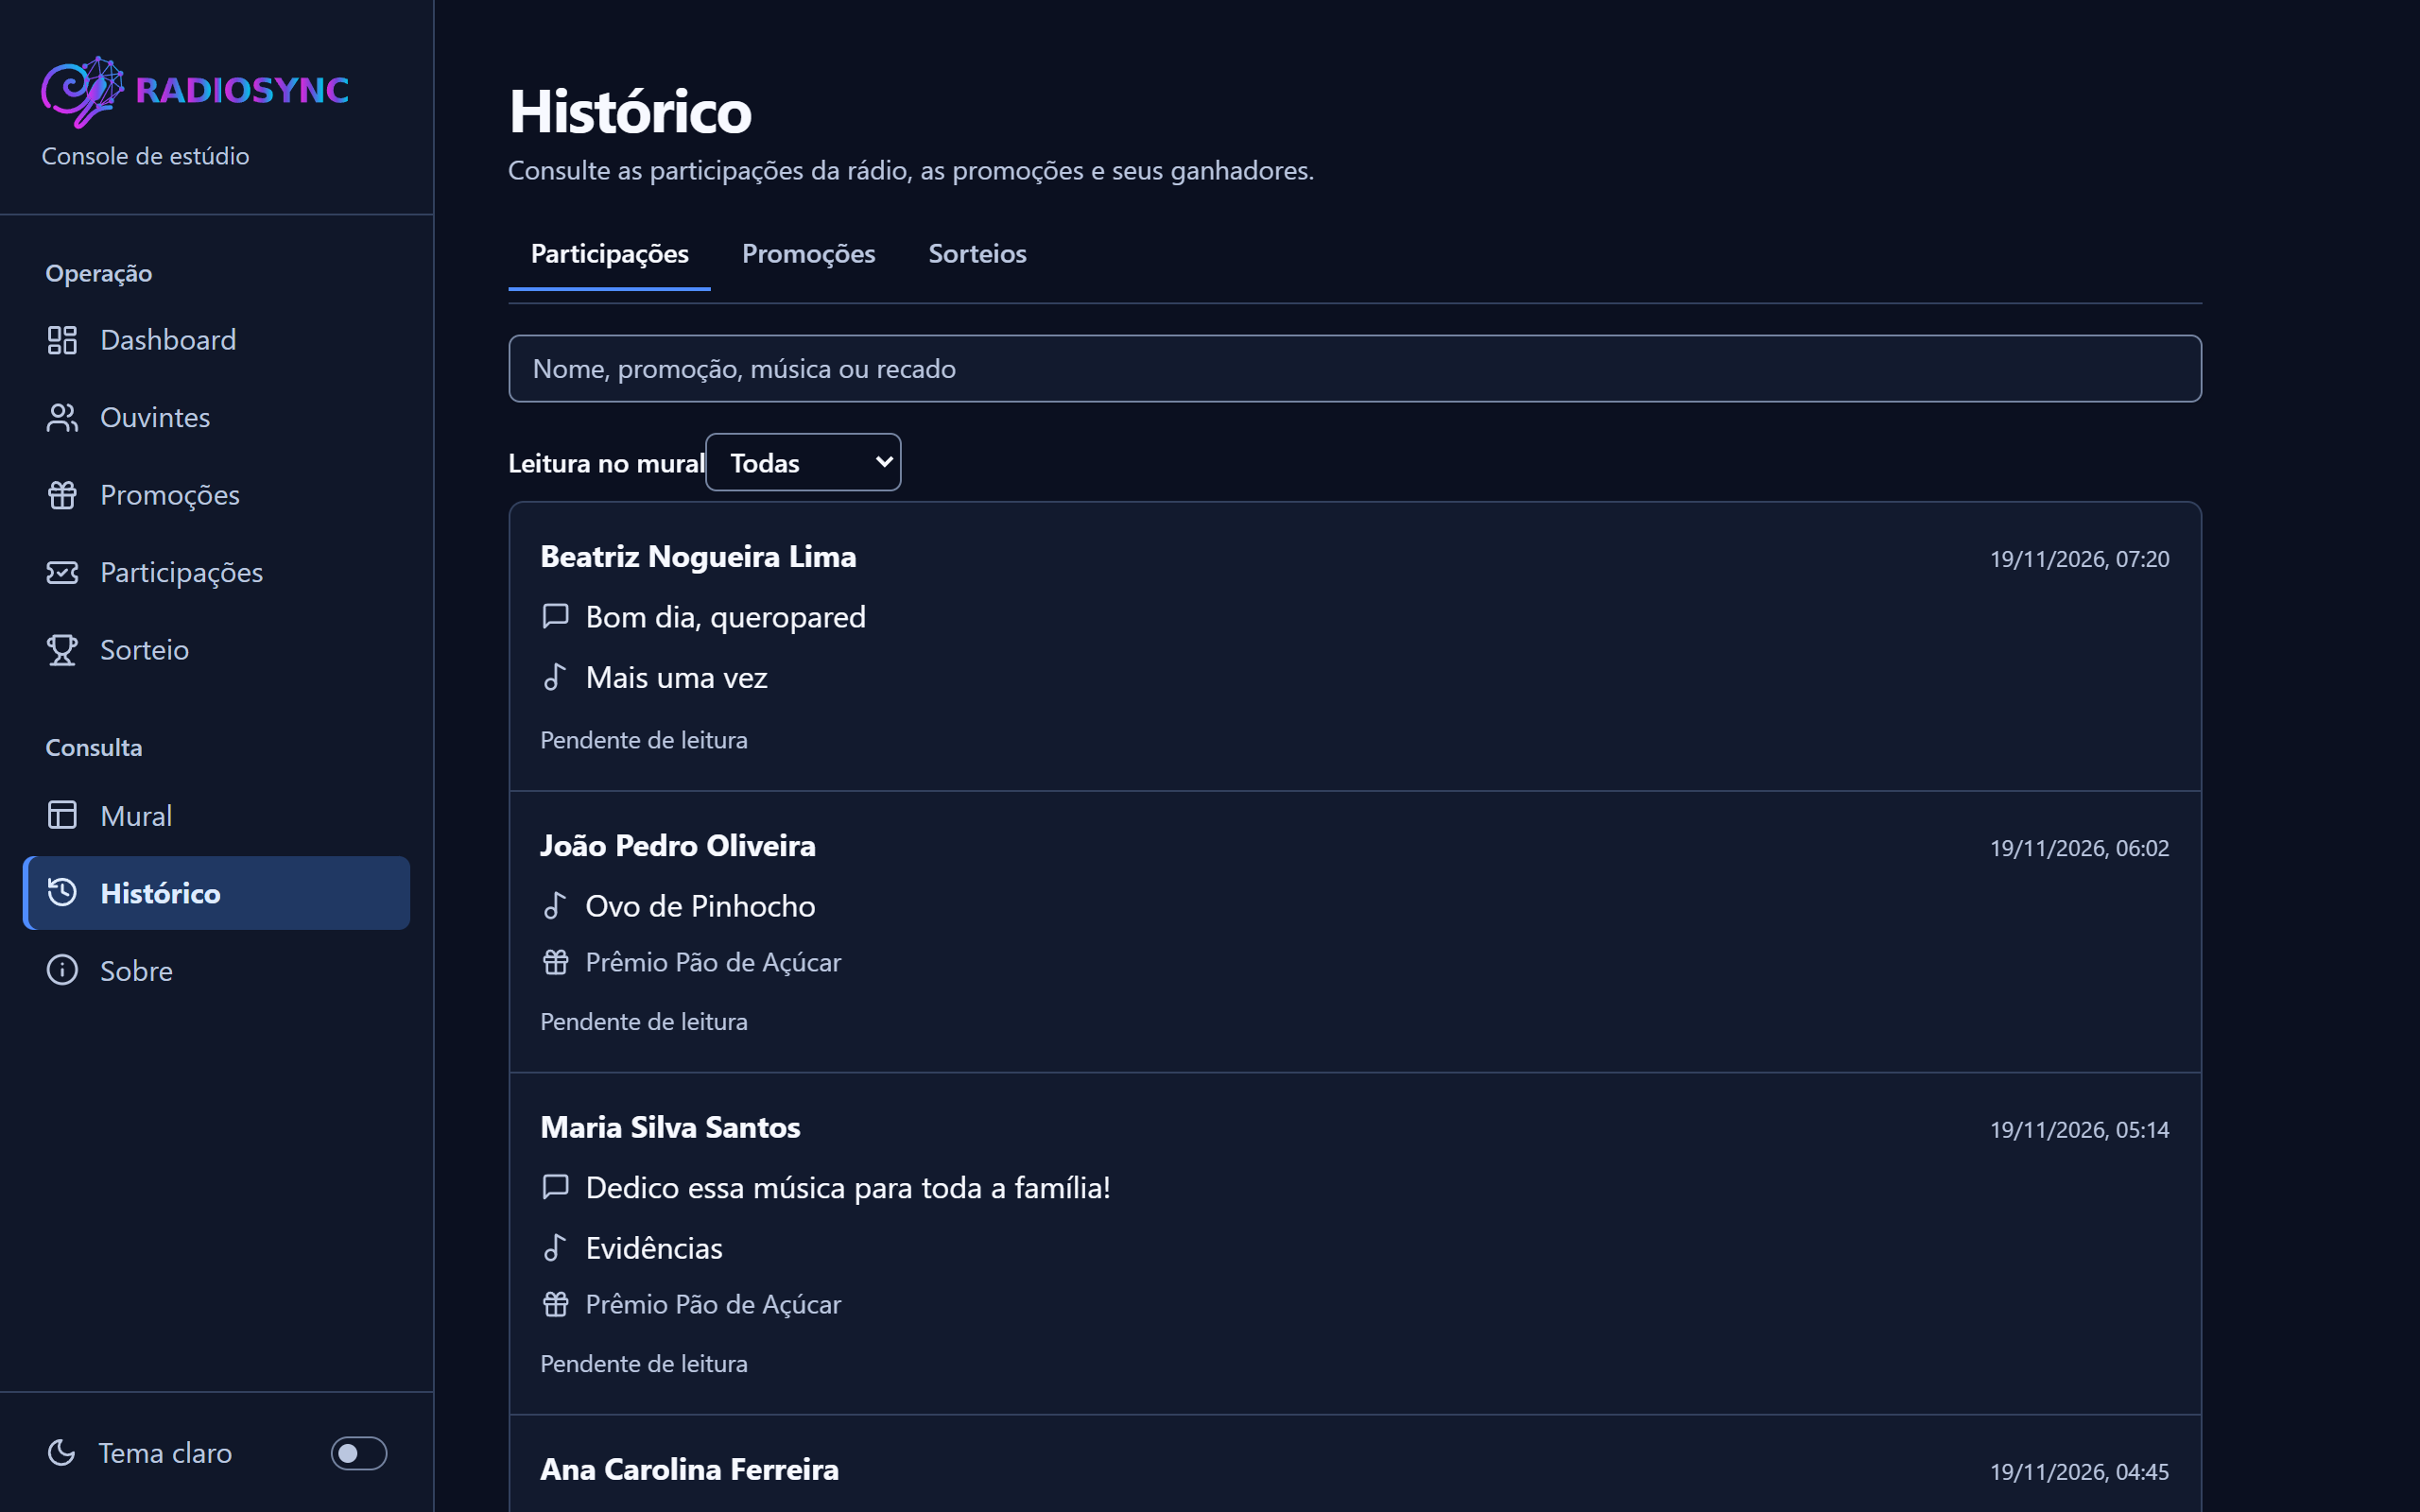 RADIOSYNC
Console de estúdio
Operação
Dashboard
Ouvintes
Promoções
Participações
Sorteio
Consulta
Mural
Histórico
Sobre
Tema claro
Histórico
Consulte as participações da rádio, as promoções e seus ganhadores.
Participações Promoções Sorteios
Nome, promoção, música ou recado
Leitura no mural Todas
Beatriz Nogueira Lima 19/11/2026, 07:20
Bom dia, queropared
Mais uma vez
Pendente de leitura
João Pedro Oliveira 19/11/2026, 06:02
Ovo de Pinhocho
Prêmio Pão de Açúcar
Pendente de leitura
Maria Silva Santos 19/11/2026, 05:14
Dedico essa música para toda a família!
Evidências
Prêmio Pão de Açúcar
Pendente de leitura
Ana Carolina Ferreira 19/11/2026, 04:45